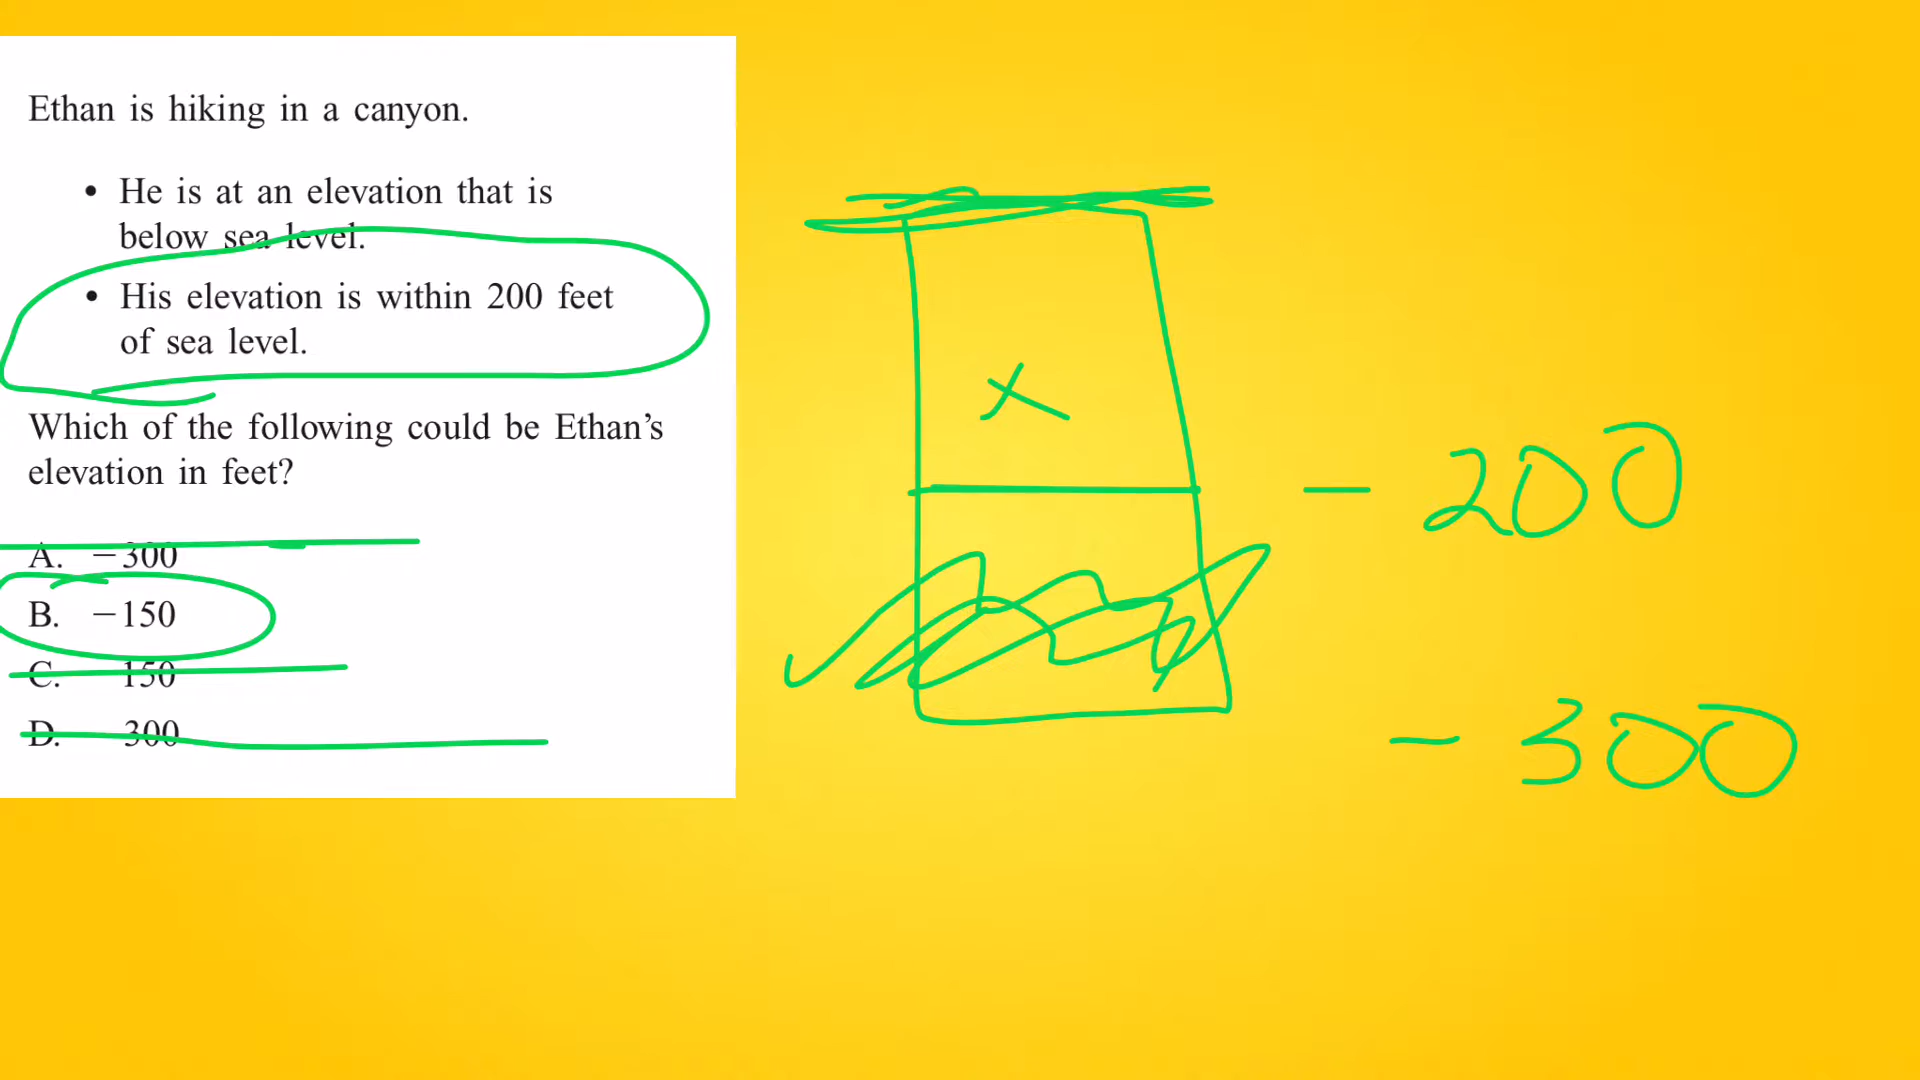 Ethan is hiking in a canyon.
• He is at an elevation that is
below sea level.
• His elevation is within 200 feet
of sea level.
Which of the following could be Ethan's
elevation in feet?
A. −300
B. −150
C. 150
D. 300
x
− 200
− 300